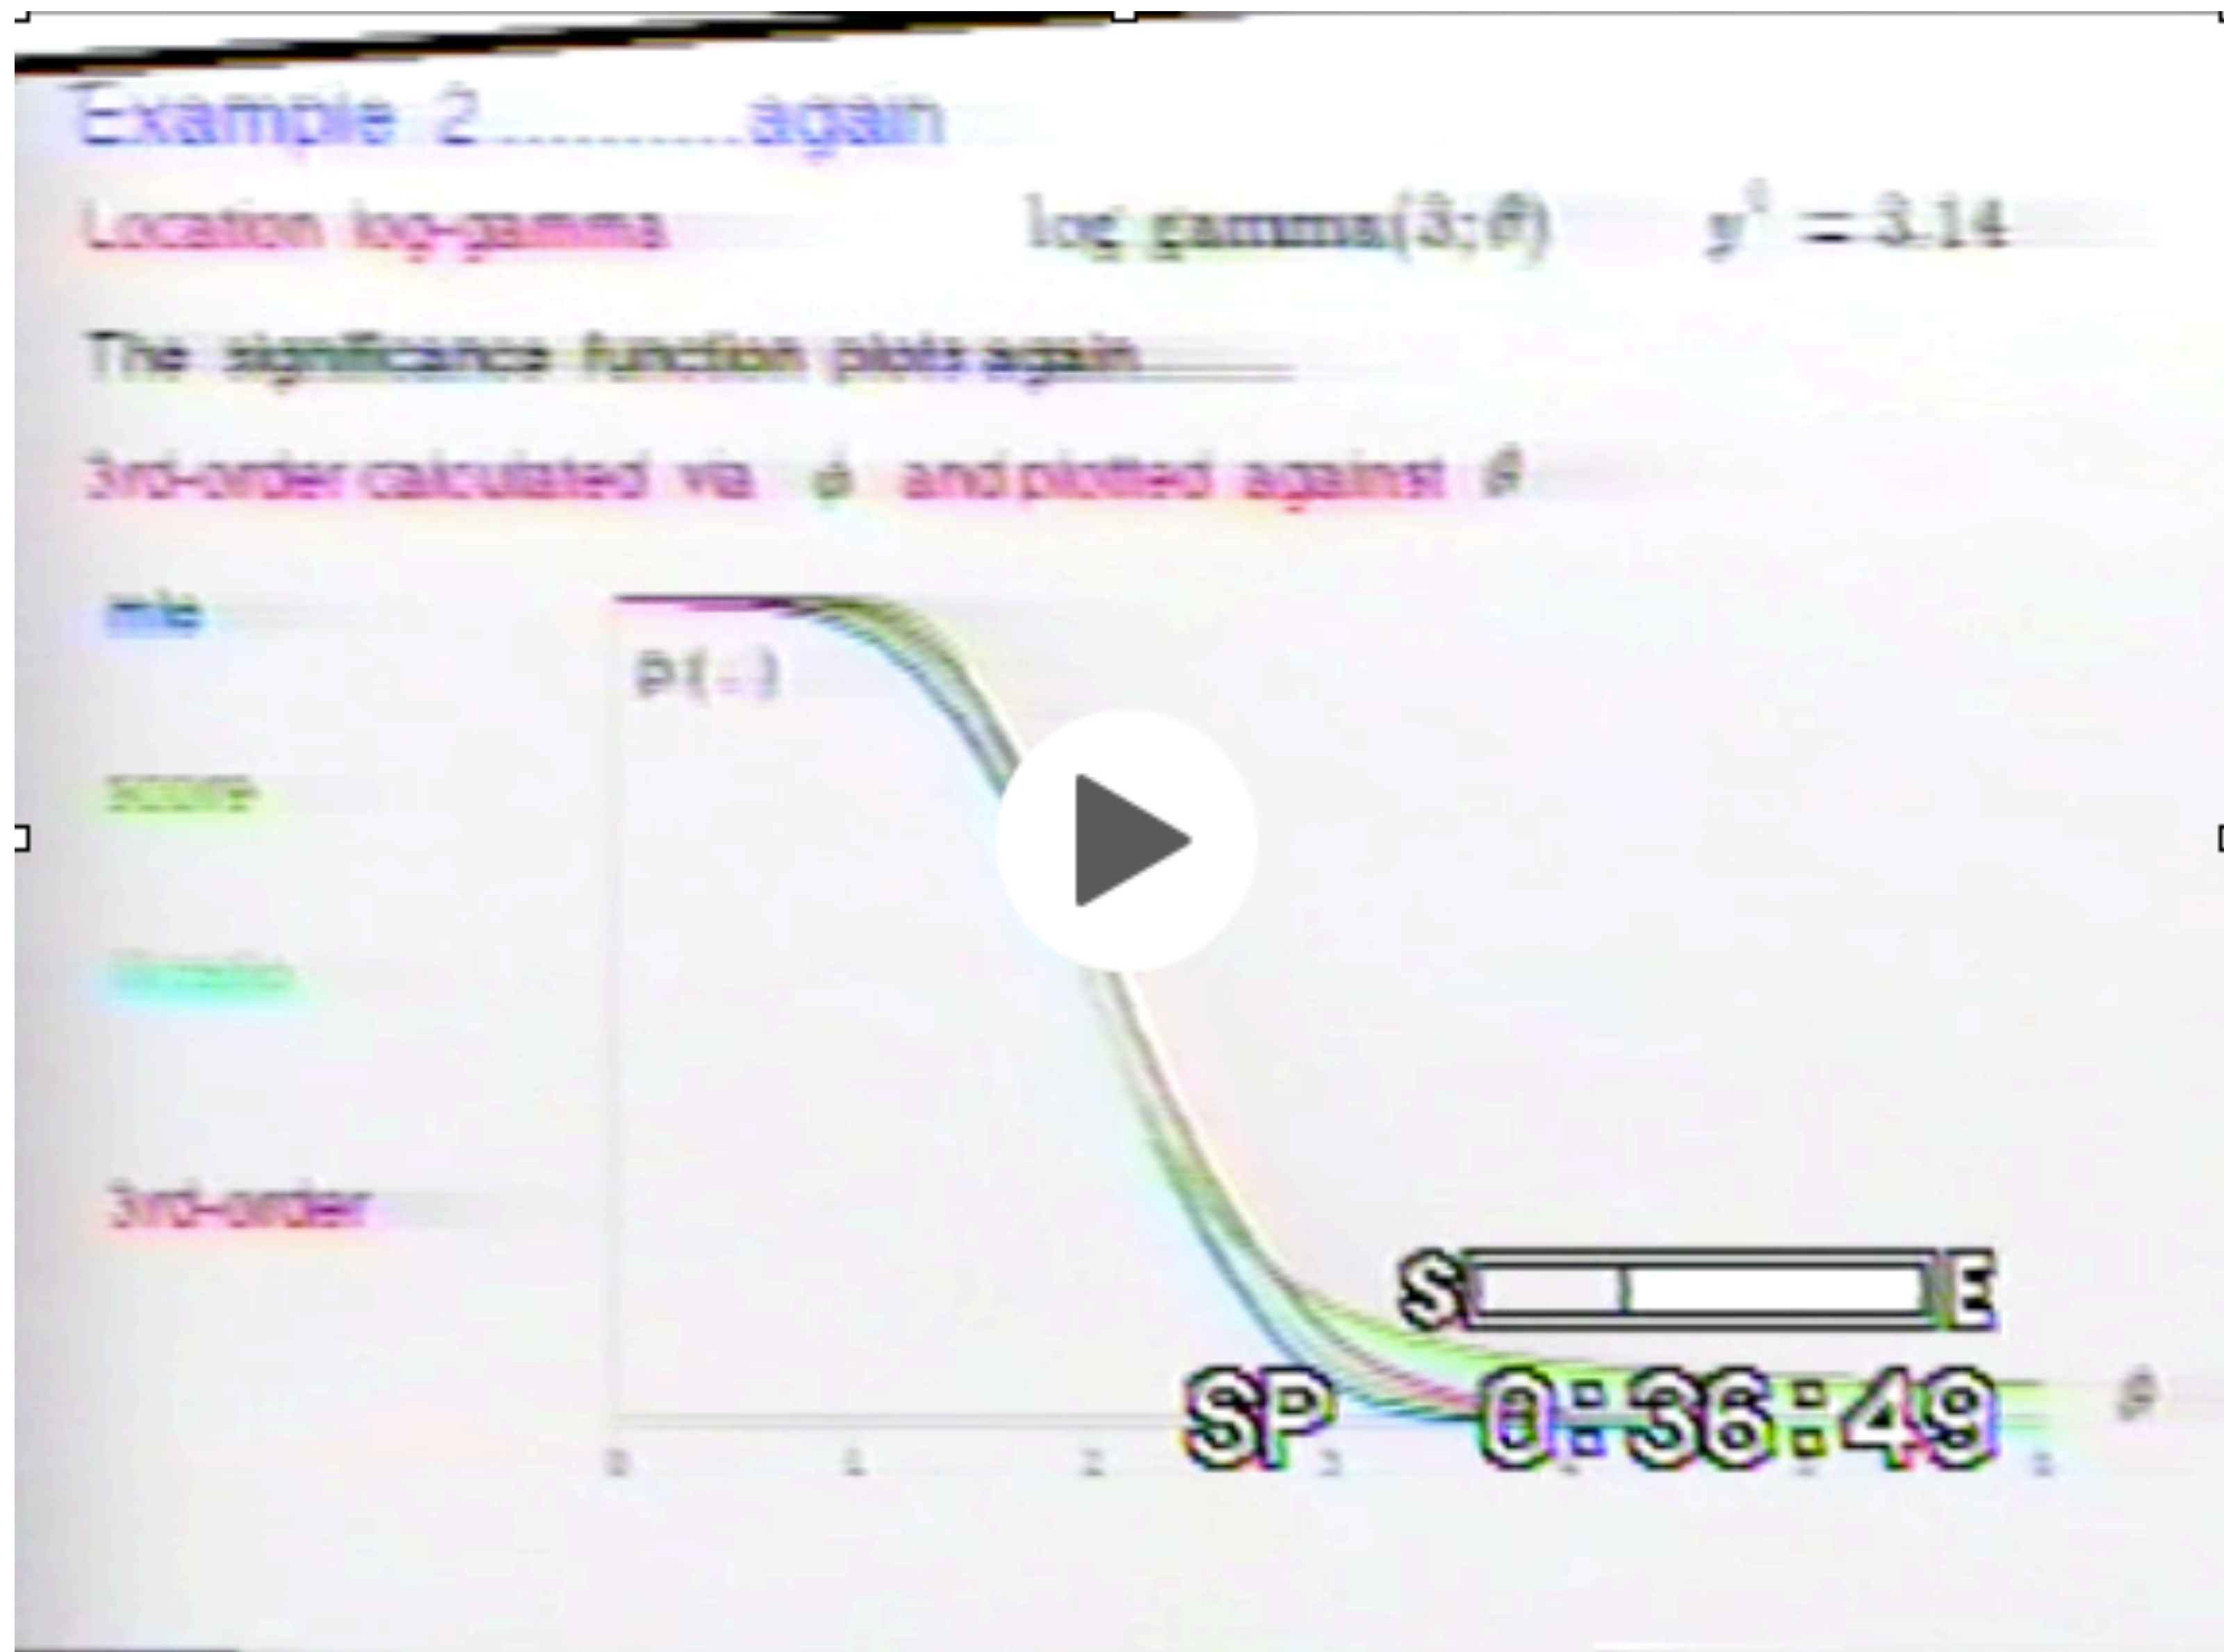 Example 2..........again
Location log-gamma log gamma(3; θ) y⁰ = 3.14
The significance function plots again
3rd-order calculated via φ and plotted against θ
mle
p(·)
score
3rd-order
S E
SP 0:36:49
θ
0 1 2 3